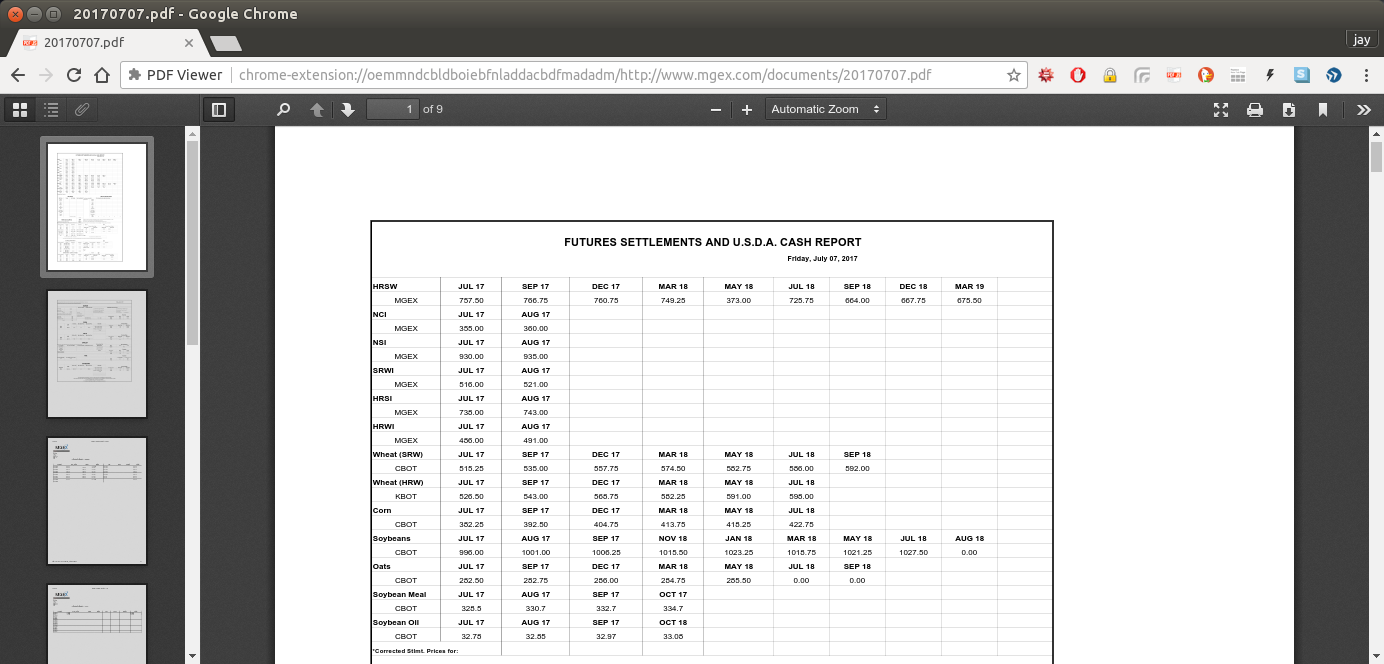 20170707.pdf - Google Chrome
20170707.pdf
jay
PDF Viewer chrome-extension://oemmndcbldboiebfnladdacbdfmadadm/http://www.mgex.com/documents/20170707.pdf
1 of 9 Automatic Zoom
FUTURES SETTLEMENTS AND U.S.D.A. CASH REPORT
Friday, July 07, 2017
HRSW JUL 17 SEP 17 DEC 17 MAR 18 MAY 18 JUL 18 SEP 18 DEC 18 MAR 19
MGEX 757.50 766.75 760.75 749.25 373.00 725.75 664.00 667.75 675.50
NCI JUL 17 AUG 17
MGEX 355.00 360.00
NSI JUL 17 AUG 17
MGEX 930.00 935.00
SRWI JUL 17 AUG 17
MGEX 516.00 521.00
HRSI JUL 17 AUG 17
MGEX 738.00 743.00
HRWI JUL 17 AUG 17
MGEX 486.00 491.00
Wheat (SRW) JUL 17 SEP 17 DEC 17 MAR 18 MAY 18 JUL 18 SEP 18
CBOT 515.25 535.00 557.75 574.50 582.75 586.00 592.00
Wheat (HRW) JUL 17 SEP 17 DEC 17 MAR 18 MAY 18 JUL 18
KBOT 526.50 543.00 568.75 582.25 591.00 598.00
Corn JUL 17 SEP 17 DEC 17 MAR 18 MAY 18 JUL 18
CBOT 382.25 392.50 404.75 413.75 418.25 422.75
Soybeans JUL 17 AUG 17 SEP 17 NOV 18 JAN 18 MAR 18 MAY 18 JUL 18 AUG 18
CBOT 996.00 1001.00 1006.25 1015.50 1023.25 1018.75 1021.25 1027.50 0.00
Oats JUL 17 SEP 17 DEC 17 MAR 18 MAY 18 JUL 18 SEP 18
CBOT 282.50 282.75 286.00 284.75 285.50 0.00 0.00
Soybean Meal JUL 17 AUG 17 SEP 17 OCT 17
CBOT 328.5 330.7 332.7 334.7
Soybean Oil JUL 17 AUG 17 SEP 17 OCT 18
CBOT 32.78 32.85 32.97 33.08
*Corrected Stlmt. Prices for: